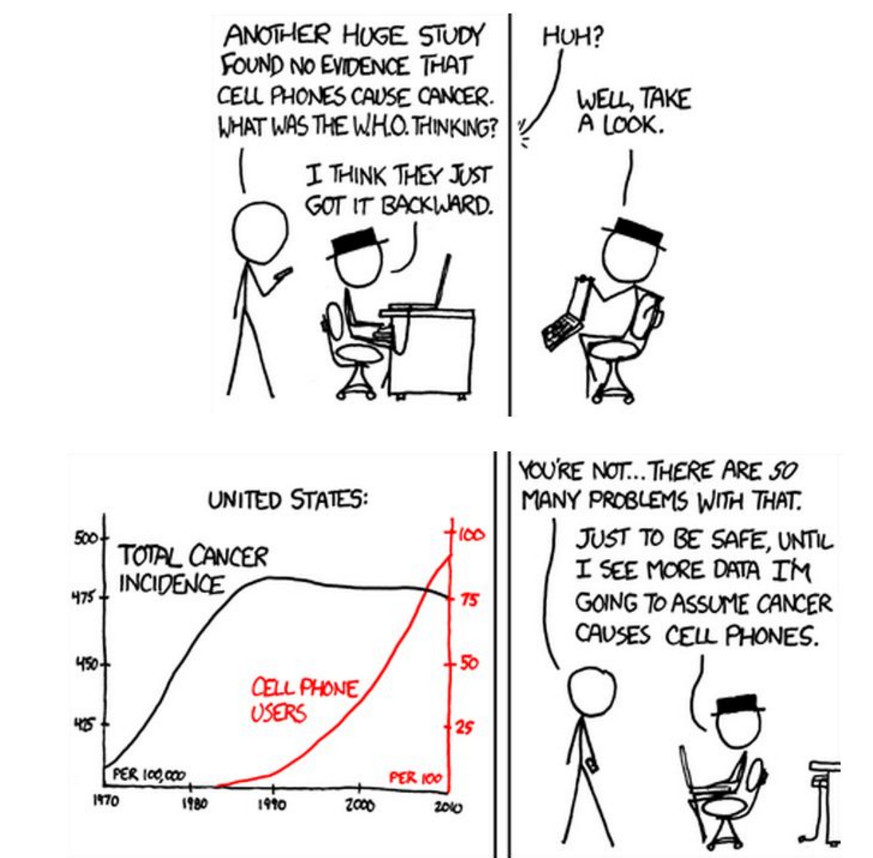 ANOTHER HUGE STUDY
FOUND NO EVIDENCE THAT
CELL PHONES CAUSE CANCER.
WHAT WAS THE W.H.O. THINKING?
I THINK THEY JUST
GOT IT BACKWARD.
HUH?
WELL, TAKE
A LOOK.
UNITED STATES:
TOTAL CANCER
INCIDENCE
500
475
450
425
PER 100,000
CELL PHONE
USERS
100
75
50
25
PER 100
1970
1980
1990
2000
2010
YOU'RE NOT... THERE ARE SO
MANY PROBLEMS WITH THAT.
JUST TO BE SAFE, UNTIL
I SEE MORE DATA I'M
GOING TO ASSUME CANCER
CAUSES CELL PHONES.